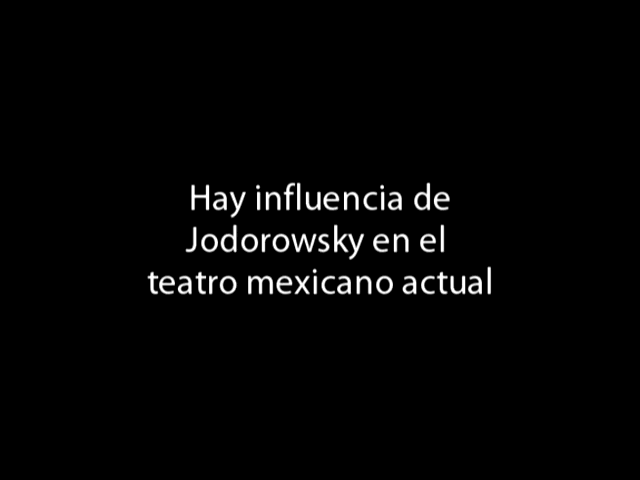 Hay influencia de
Jodorowsky en el
teatro mexicano actual